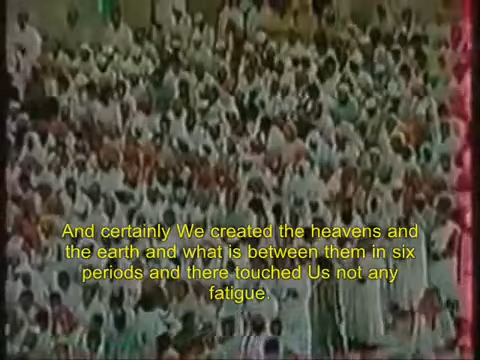 And certainly We created the heavens and
the earth and what is between them in six
periods and there touched Us not any
fatigue.